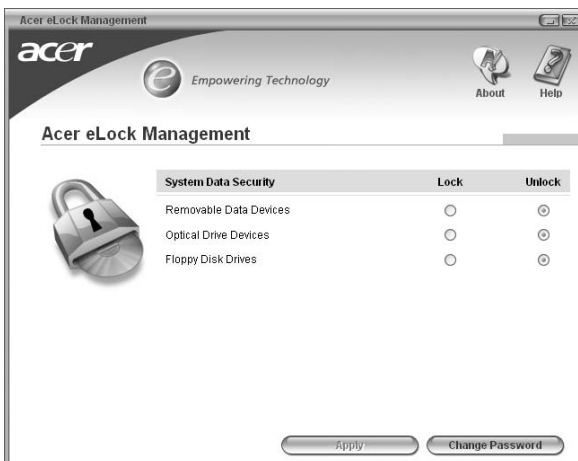 Acer eLock Management
acer
e Empowering Technology
About Help
Acer eLock Management
System Data Security Lock Unlock
Removable Data Devices
Optical Drive Devices
Floppy Disk Drives
Apply Change Password